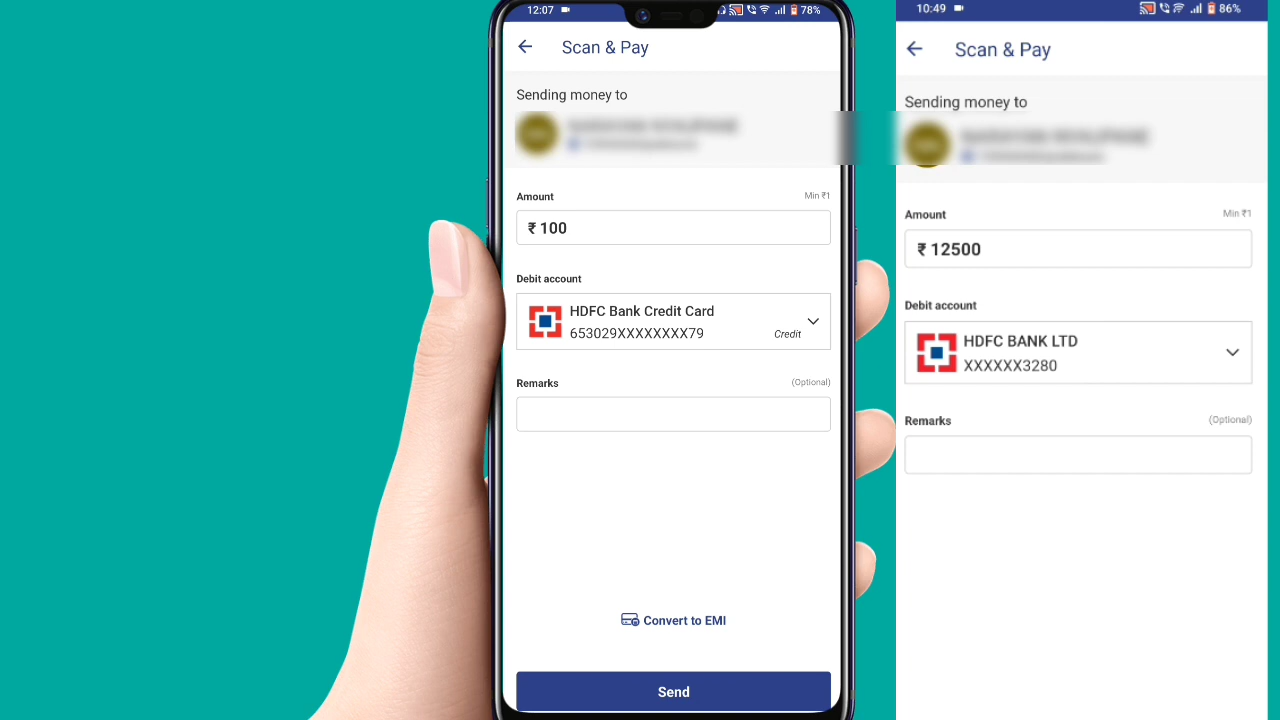 12:07
78%
Scan & Pay
Sending money to
Amount
Min ₹1
₹ 100
Debit account
HDFC Bank Credit Card
653029XXXXXXXX79
Credit
Remarks
(Optional)
Convert to EMI
Send
10:49
86%
Scan & Pay
Sending money to
Amount
Min ₹1
₹ 12500
Debit account
HDFC BANK LTD
XXXXXX3280
Remarks
(Optional)